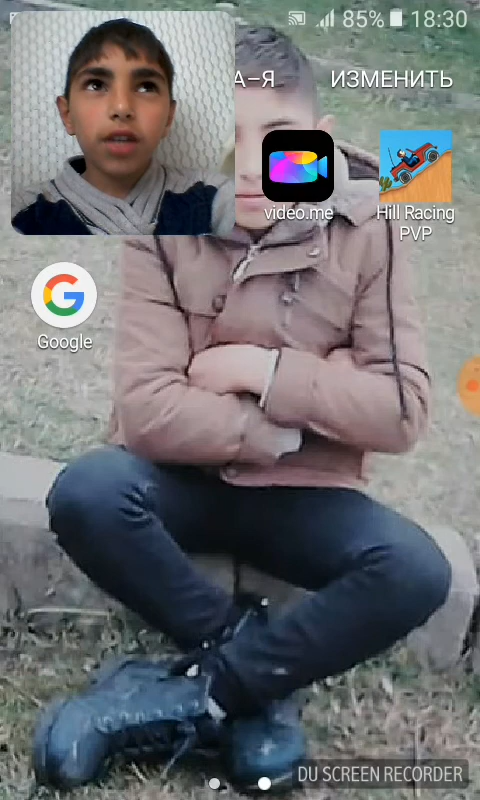 85% 18:30
А–Я ИЗМЕНИТЬ
video.me
Hill Racing
PVP
Google
DU SCREEN RECORDER